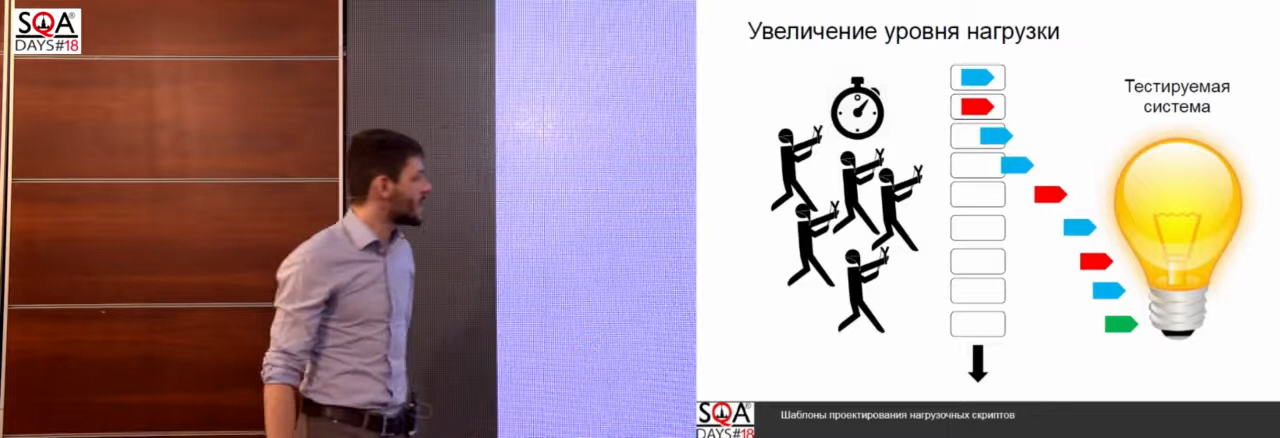 SQA®
DAYS#18
Увеличение уровня нагрузки
Тестируемая
система
SQA®
DAYS#18
Шаблоны проектирования нагрузочных скриптов